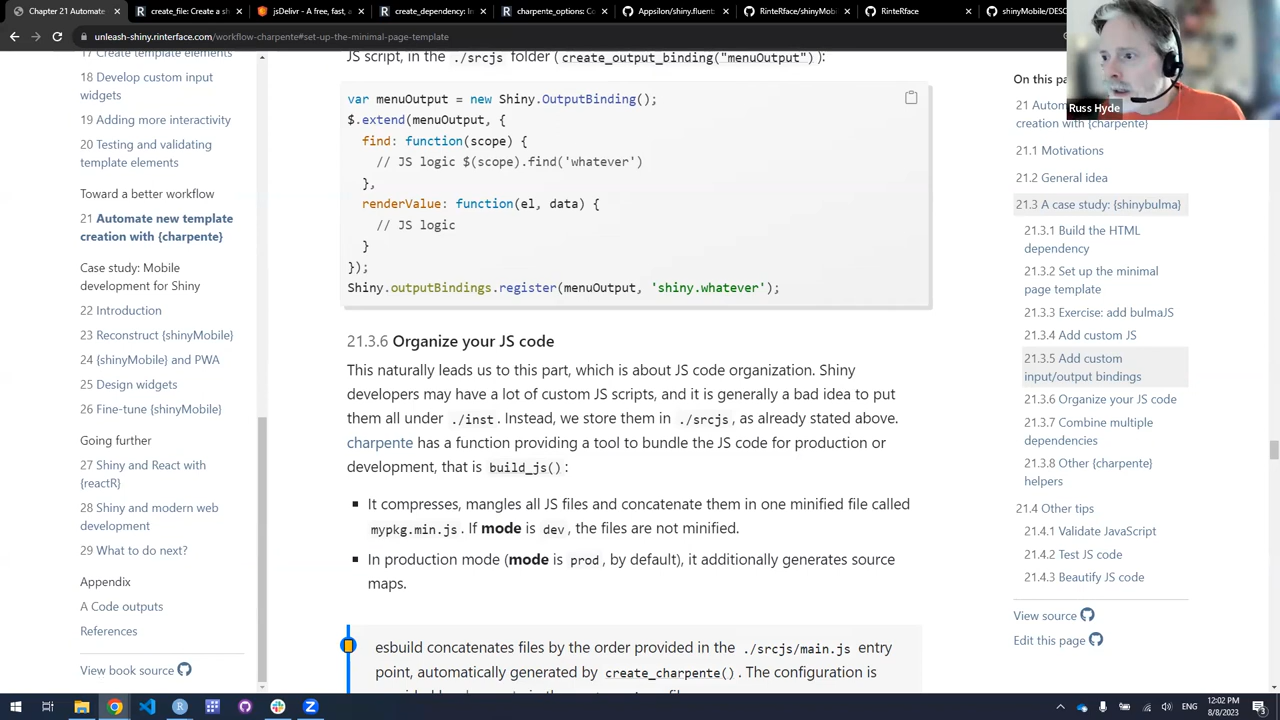 Chapter 21 Automate
create_file: Create a s
jsDelivr - A free, fast, a
create_dependency: In
charpente_options: Co
Appsilon/shiny.fluent
RinteRface/shinyMobil
RinteRface
shinyMobile/DESC
unleash-shiny.rinterface.com/workflow-charpente#set-up-the-minimal-page-template
17 Create template elements
18 Develop custom input
widgets
19 Adding more interactivity
20 Testing and validating
template elements
Toward a better workflow
21 Automate new template
creation with {charpente}
Case study: Mobile
development for Shiny
22 Introduction
23 Reconstruct {shinyMobile}
24 {shinyMobile} and PWA
25 Design widgets
26 Fine-tune {shinyMobile}
Going further
27 Shiny and React with
{reactR}
28 Shiny and modern web
development
29 What to do next?
Appendix
A Code outputs
References
View book source
JS script, in the ./srcjs folder (create_output_binding("menuOutput")):
var menuOutput = new Shiny.OutputBinding();
$.extend(menuOutput, {
find: function(scope) {
// JS logic $(scope).find('whatever')
},
renderValue: function(el, data) {
// JS logic
}
});
Shiny.outputBindings.register(menuOutput, 'shiny.whatever');
21.3.6 Organize your JS code
This naturally leads us to this part, which is about JS code organization. Shiny
developers may have a lot of custom JS scripts, and it is generally a bad idea to put
them all under ./inst. Instead, we store them in ./srcjs, as already stated above.
charpente has a function providing a tool to bundle the JS code for production or
development, that is build_js():
It compresses, mangles all JS files and concatenate them in one minified file called
mypkg.min.js. If mode is dev, the files are not minified.
In production mode (mode is prod, by default), it additionally generates source
maps.
esbuild concatenates files by the order provided in the ./srcjs/main.js entry
point, automatically generated by create_charpente(). The configuration is
Russ Hyde
On this pa
21 Autom
creation with {charpente}
21.1 Motivations
21.2 General idea
21.3 A case study: {shinybulma}
21.3.1 Build the HTML
dependency
21.3.2 Set up the minimal
page template
21.3.3 Exercise: add bulmaJS
21.3.4 Add custom JS
21.3.5 Add custom
input/output bindings
21.3.6 Organize your JS code
21.3.7 Combine multiple
dependencies
21.3.8 Other {charpente}
helpers
21.4 Other tips
21.4.1 Validate JavaScript
21.4.2 Test JS code
21.4.3 Beautify JS code
View source
Edit this page
ENG
12:02 PM
8/8/2023
3